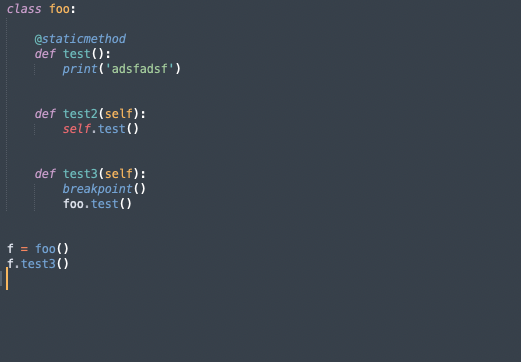 class foo:
@staticmethod
def test():
print('adsfadsf')
def test2(self):
self.test()
def test3(self):
breakpoint()
foo.test()
f = foo()
f.test3()